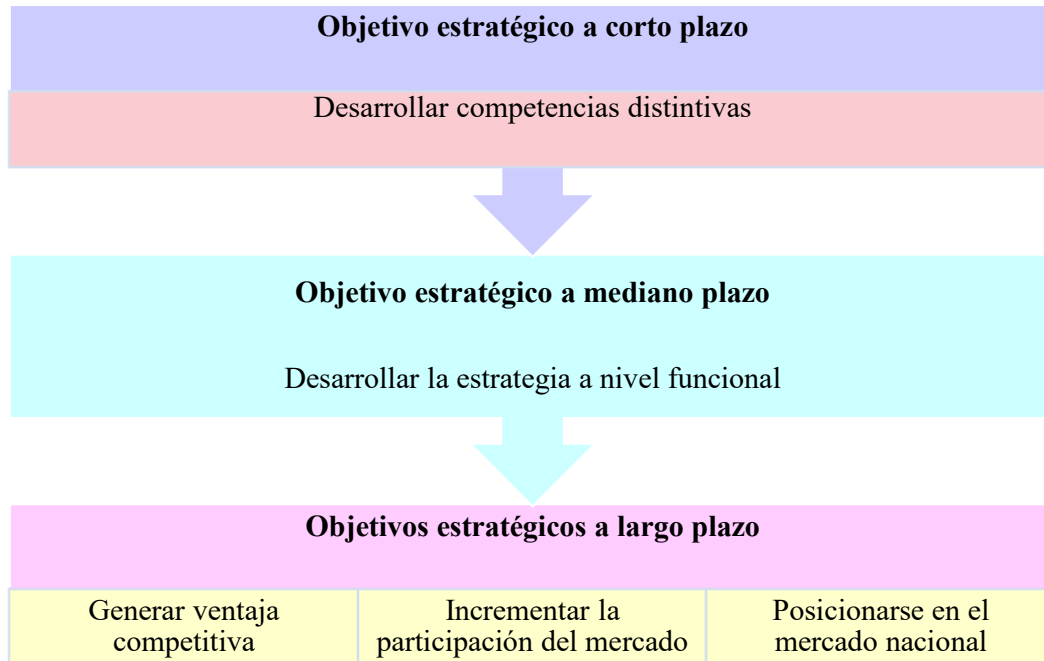 Objetivo estratégico a corto plazo
Desarrollar competencias distintivas
Objetivo estratégico a mediano plazo
Desarrollar la estrategia a nivel funcional
Objetivos estratégicos a largo plazo
Generar ventaja
competitiva
Incrementar la
participación del mercado
Posicionarse en el
mercado nacional